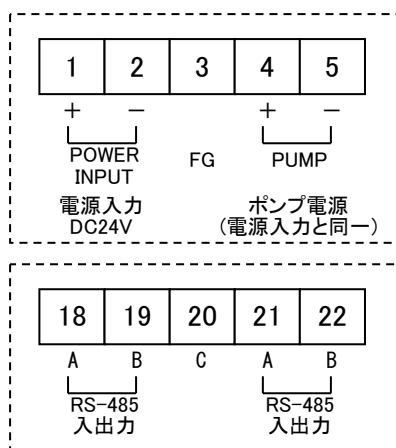 1 2 3 4 5
+ − + −
POWER INPUT FG PUMP
電源入力 ポンプ電源
DC24V (電源入力と同一)
18 19 20 21 22
A B C A B
RS-485 RS-485
入出力 入出力